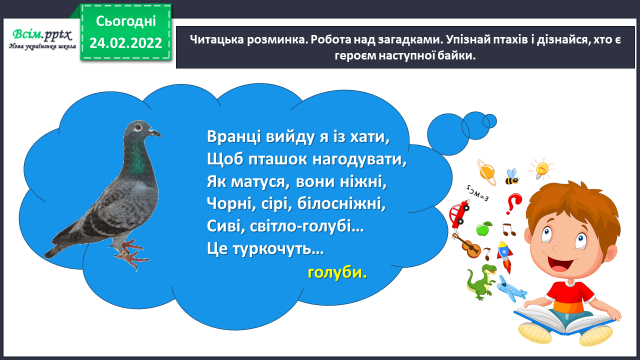 Всім.pptx
Нова українська школа
Сьогодні
24.02.2022
Читацька розминка. Робота над загадками. Упізнай птахів і дізнайся, хто є
героєм наступної байки.
Вранці вийду я із хати,
Щоб пташок нагодувати,
Як матуся, вони ніжні,
Чорні, сірі, білосніжні,
Сиві, світло-голубі…
Це туркочуть…
голуби.
E=MC2